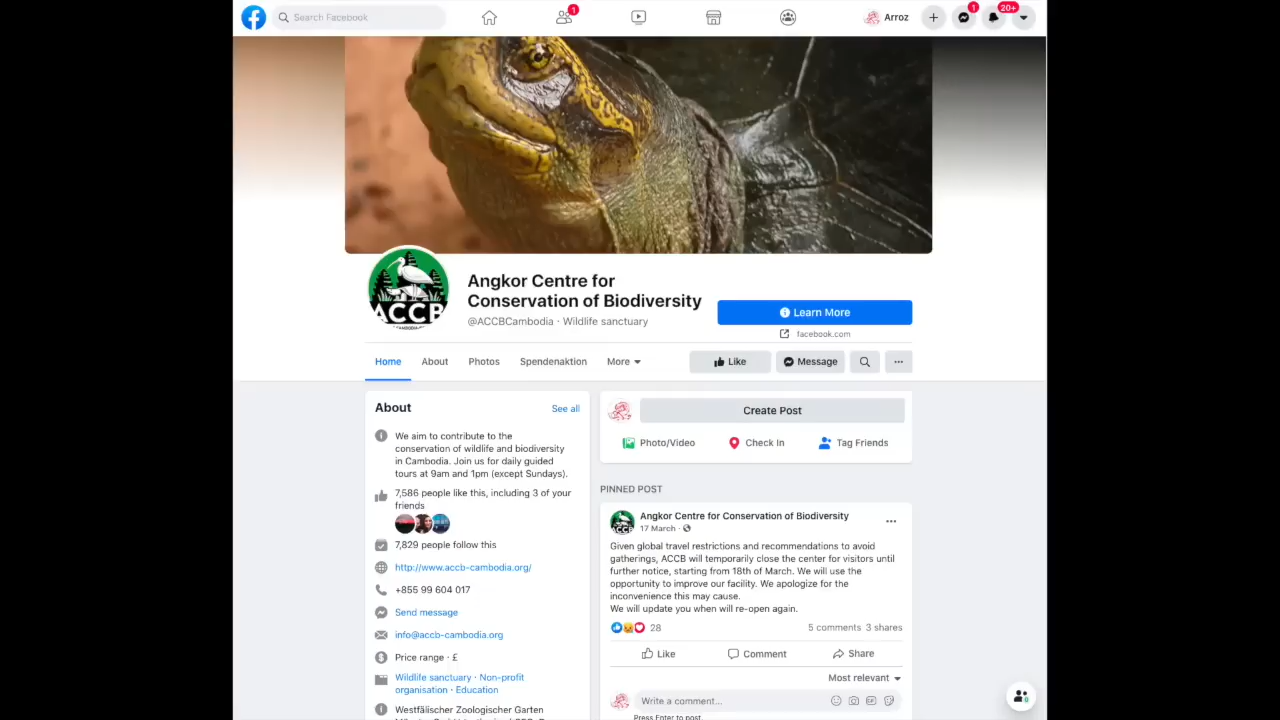 Search Facebook
1
Arroz
1
20+
ACCB
Angkor Centre for
Conservation of Biodiversity
@ACCBCambodia · Wildlife sanctuary
Learn More
facebook.com
Home
About
Photos
Spendenaktion
More
Like
Message
About
See all
We aim to contribute to the
conservation of wildlife and biodiversity
in Cambodia. Join us for daily guided
tours at 9am and 1pm (except Sundays).
7,586 people like this, including 3 of your
friends
7,829 people follow this
http://www.accb-cambodia.org/
+855 99 604 017
Send message
info@accb-cambodia.org
Price range · £
Wildlife sanctuary · Non-profit
organisation · Education
Westfälischer Zoologischer Garten
Create Post
Photo/Video
Check In
Tag Friends
PINNED POST
ACCB
Angkor Centre for Conservation of Biodiversity
17 March ·
Given global travel restrictions and recommendations to avoid
gatherings, ACCB will temporarily close the center for visitors until
further notice, starting from 18th of March. We will use the
opportunity to improve our facility. We apologize for the
inconvenience this may cause.
We will update you when will re-open again.
28
5 comments 3 shares
Like
Comment
Share
Most relevant
Write a comment...
Press Enter to post.